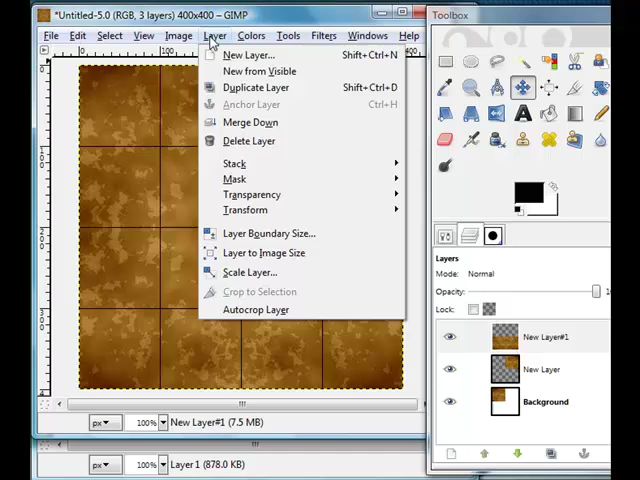 *Untitled-5.0 (RGB, 3 layers) 400x400 – GIMP
File Edit Select View Image Layer Colors Tools Filters Windows Help
New Layer... Shift+Ctrl+N
New from Visible
Duplicate Layer Shift+Ctrl+D
Anchor Layer Ctrl+H
Merge Down
Delete Layer
Stack
Mask
Transparency
Transform
Layer Boundary Size...
Layer to Image Size
Scale Layer...
Crop to Selection
Autocrop Layer
px 100% New Layer#1 (7.5 MB)
px 100% Layer 1 (878.0 KB)
Toolbox
A
Layers
Mode: Normal
Opacity:
Lock:
New Layer#1
New Layer
Background